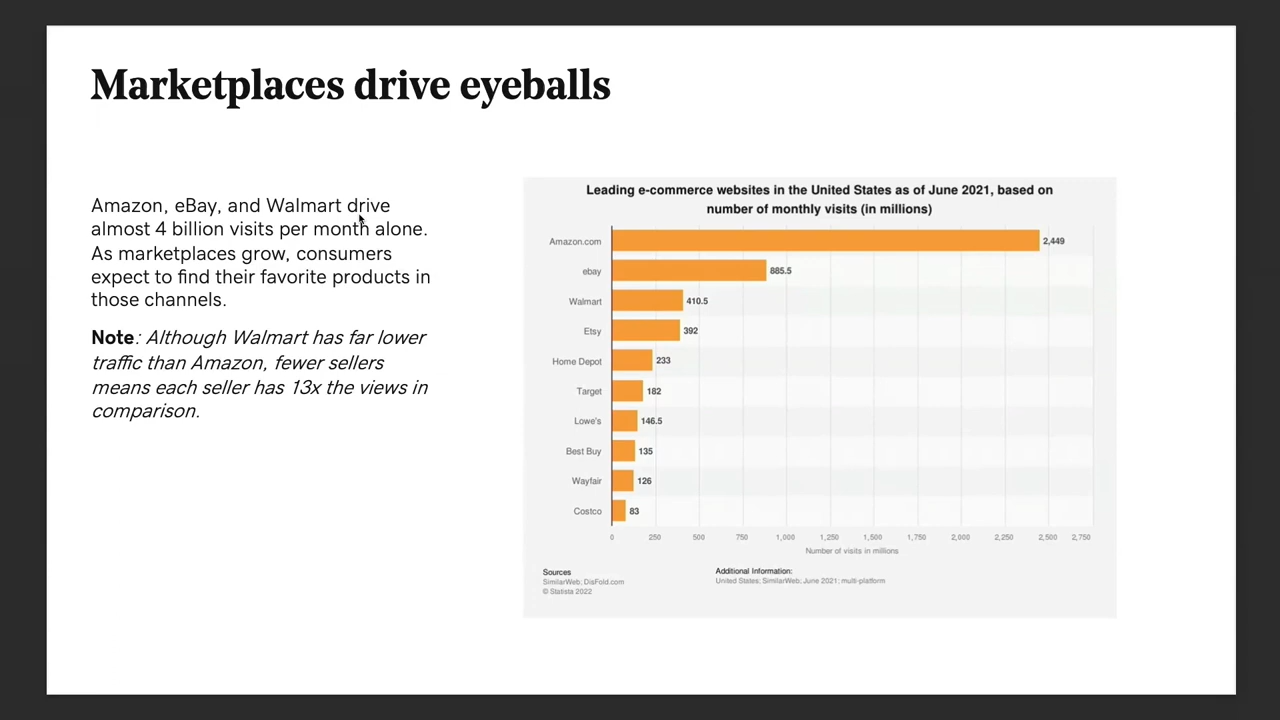 Marketplaces drive eyeballs
Amazon, eBay, and Walmart drive
almost 4 billion visits per month alone.
As marketplaces grow, consumers
expect to find their favorite products in
those channels.
Note: Although Walmart has far lower
traffic than Amazon, fewer sellers
means each seller has 13x the views in
comparison.
Leading e-commerce websites in the United States as of June 2021, based on
number of monthly visits (in millions)
Amazon.com 2,449
ebay 885.5
Walmart 410.5
Etsy 392
Home Depot 233
Target 182
Lowe's 146.5
Best Buy 135
Wayfair 126
Costco 83
0 250 500 750 1,000 1,250 1,500 1,750 2,000 2,250 2,500 2,750
Number of visits in millions
Sources
SimilarWeb; DisFold.com
© Statista 2022
Additional Information:
United States; SimilarWeb; June 2021; multi-platform